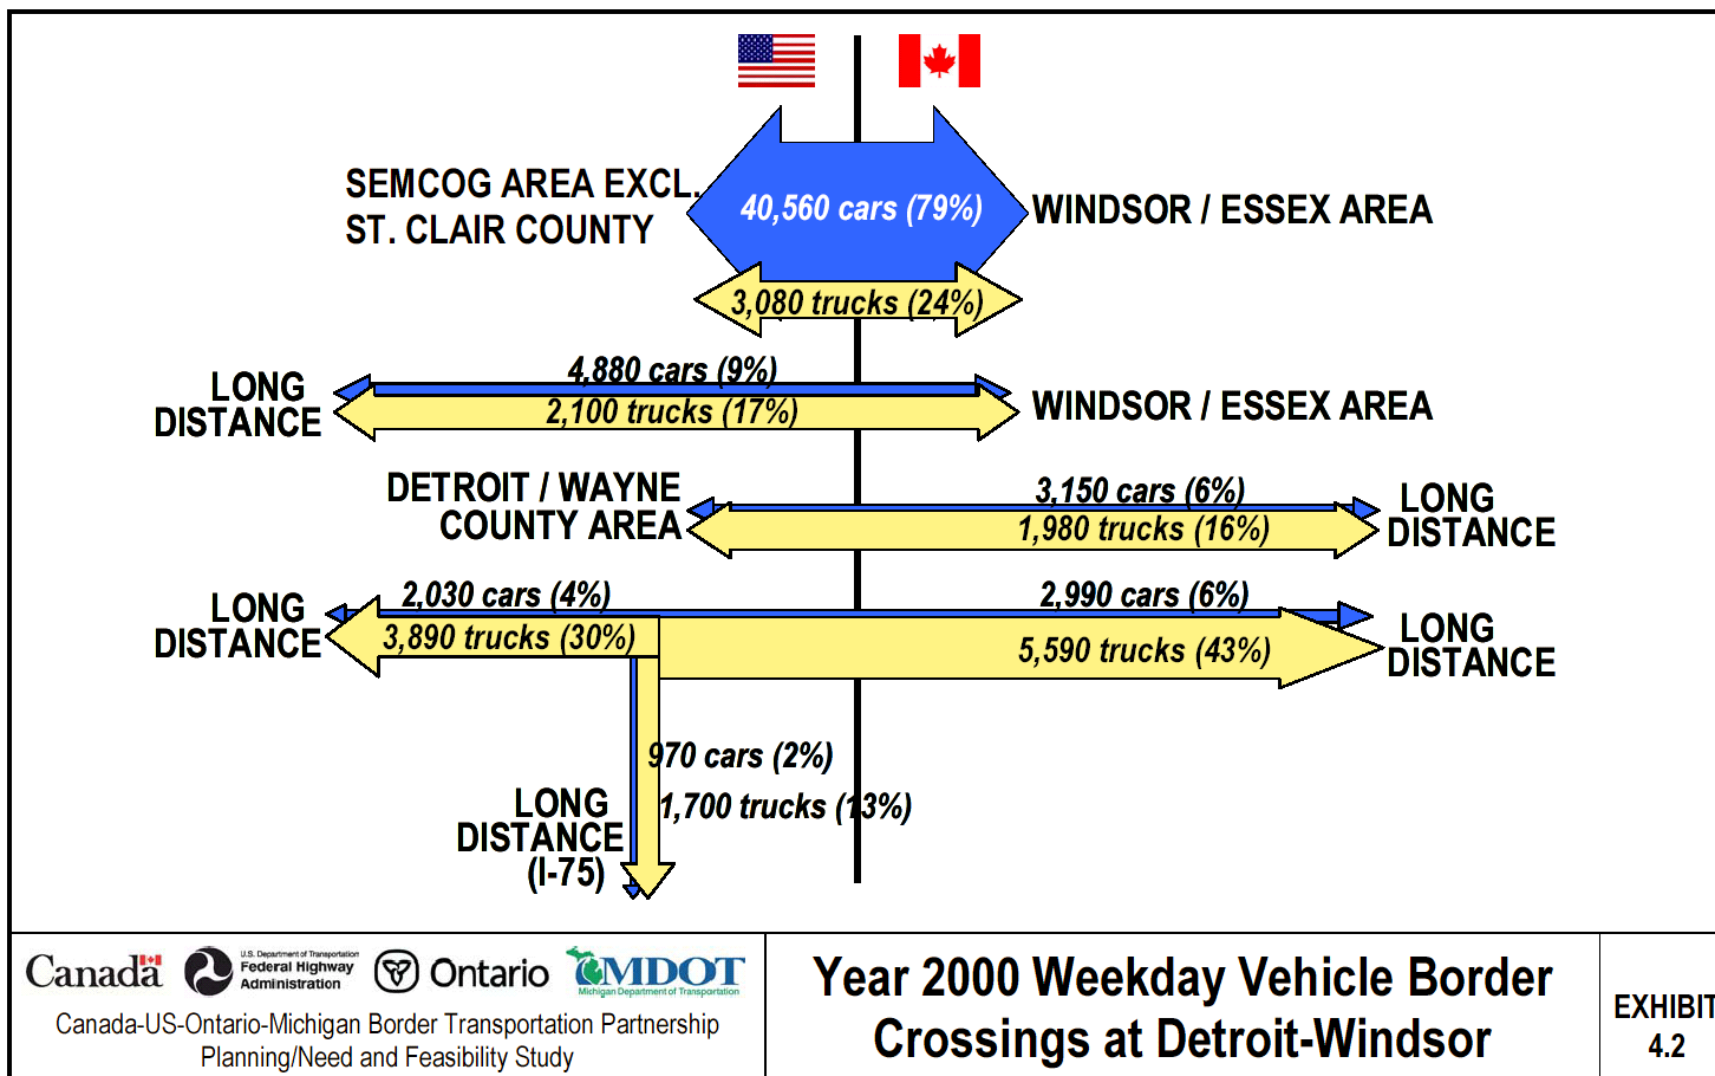 SEMCOG AREA EXCL.
ST. CLAIR COUNTY
40,560 cars (79%)
WINDSOR / ESSEX AREA
3,080 trucks (24%)
LONG
DISTANCE
4,880 cars (9%)
2,100 trucks (17%)
WINDSOR / ESSEX AREA
DETROIT / WAYNE
COUNTY AREA
3,150 cars (6%)
1,980 trucks (16%)
LONG
DISTANCE
LONG
DISTANCE
2,030 cars (4%)
3,890 trucks (30%)
2,990 cars (6%)
5,590 trucks (43%)
LONG
DISTANCE
970 cars (2%)
1,700 trucks (13%)
LONG
DISTANCE
(I-75)
Canada
U.S. Department of Transportation
Federal Highway
Administration
Ontario
MDOT
Michigan Department of Transportation
Canada-US-Ontario-Michigan Border Transportation Partnership
Planning/Need and Feasibility Study
Year 2000 Weekday Vehicle Border
Crossings at Detroit-Windsor
EXHIBIT
4.2